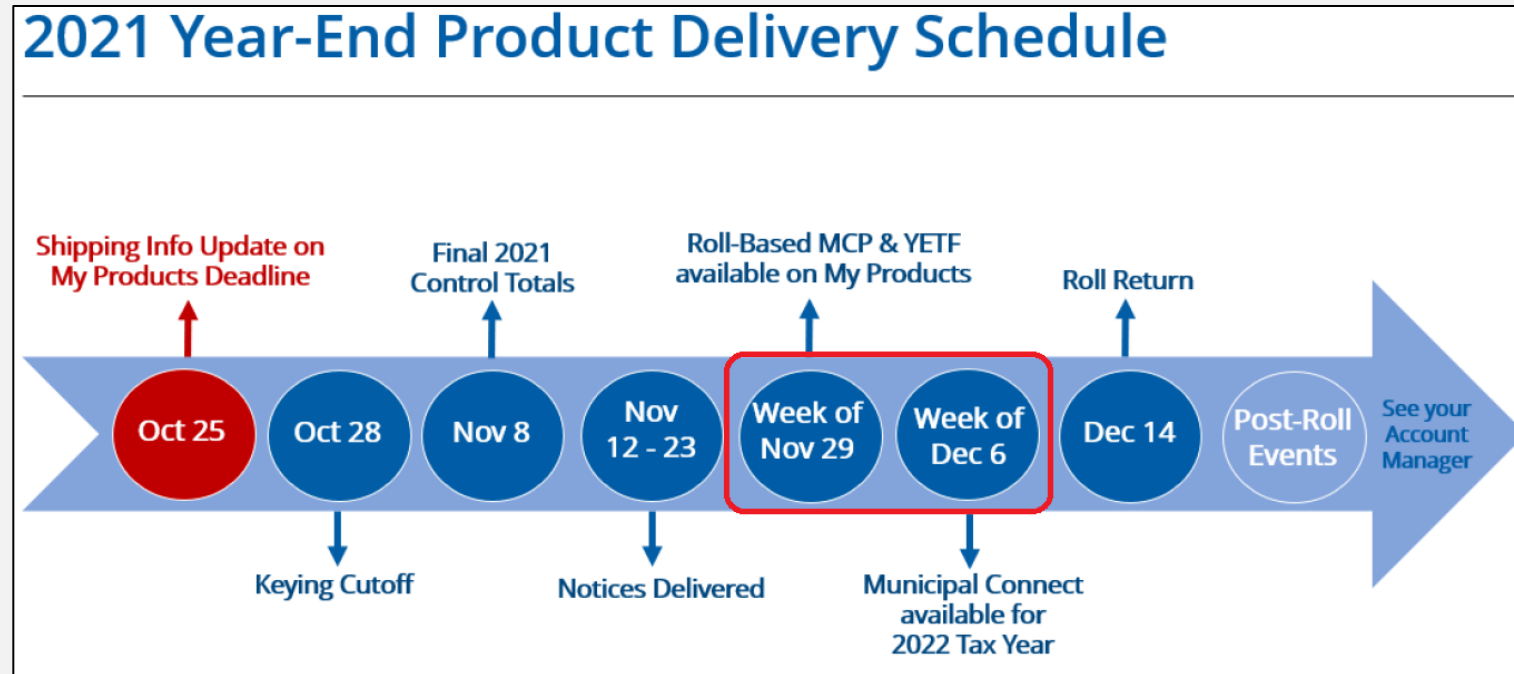 2021 Year-End Product Delivery Schedule
Shipping Info Update on
My Products Deadline
Final 2021
Control Totals
Roll-Based MCP & YETF
available on My Products
Roll Return
Oct 25
Oct 28
Nov 8
Nov
12 - 23
Week of
Nov 29
Week of
Dec 6
Dec 14
Post-Roll
Events
See your
Account
Manager
Keying Cutoff
Notices Delivered
Municipal Connect
available for
2022 Tax Year